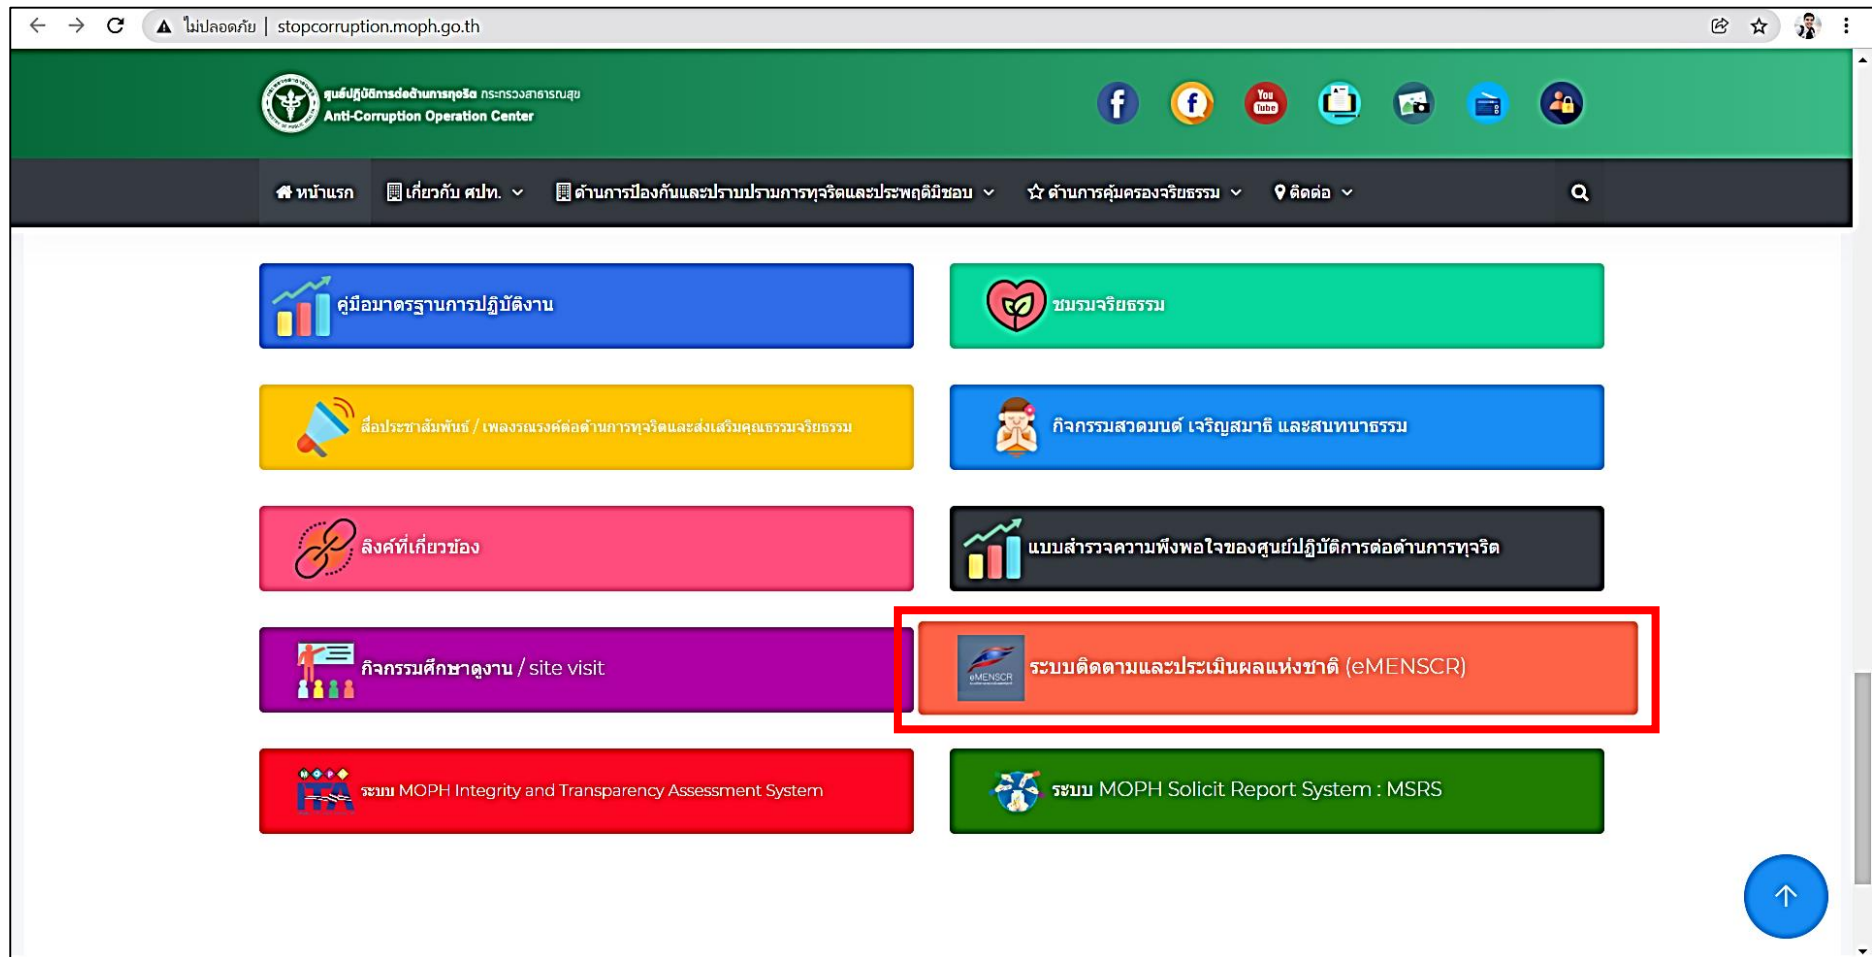 ไม่ปลอดภัย | stopcorruption.moph.go.th
ศูนย์ปฏิบัติการต่อต้านการทุจริต กระทรวงสาธารณสุข
Anti-Corruption Operation Center
You
Tube
หน้าแรก เกี่ยวกับ ศปท. ด้านการป้องกันและปราบปรามการทุจริตและประพฤติมิชอบ ด้านการคุ้มครองจริยธรรม ติดต่อ
คู่มือมาตรฐานการปฏิบัติงาน
ชมรมจริยธรรม
สื่อประชาสัมพันธ์ / เพลงรณรงค์ต่อต้านการทุจริตและส่งเสริมคุณธรรมจริยธรรม
กิจกรรมสวดมนต์ เจริญสมาธิ และสนทนาธรรม
ลิงค์ที่เกี่ยวข้อง
แบบสำรวจความพึงพอใจของศูนย์ปฏิบัติการต่อต้านการทุจริต
กิจกรรมศึกษาดูงาน / site visit
eMENSCR
ระบบติดตามและประเมินผลแห่งชาติ (eMENSCR)
MOPH
ITA
ระบบ MOPH Integrity and Transparency Assessment System
ระบบ MOPH Solicit Report System : MSRS